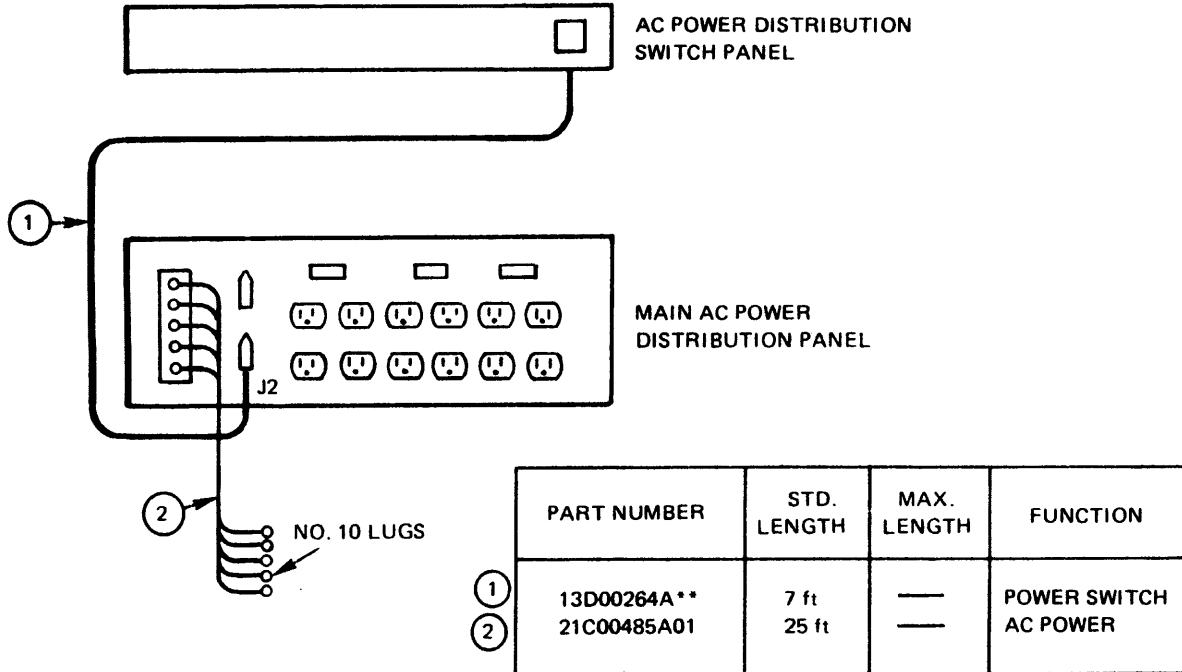 AC POWER DISTRIBUTION
SWITCH PANEL
1
MAIN AC POWER
DISTRIBUTION PANEL
J2
2
NO. 10 LUGS
PART NUMBER STD. LENGTH MAX. LENGTH FUNCTION
1 13D00264A** 7 ft — POWER SWITCH
2 21C00485A01 25 ft — AC POWER